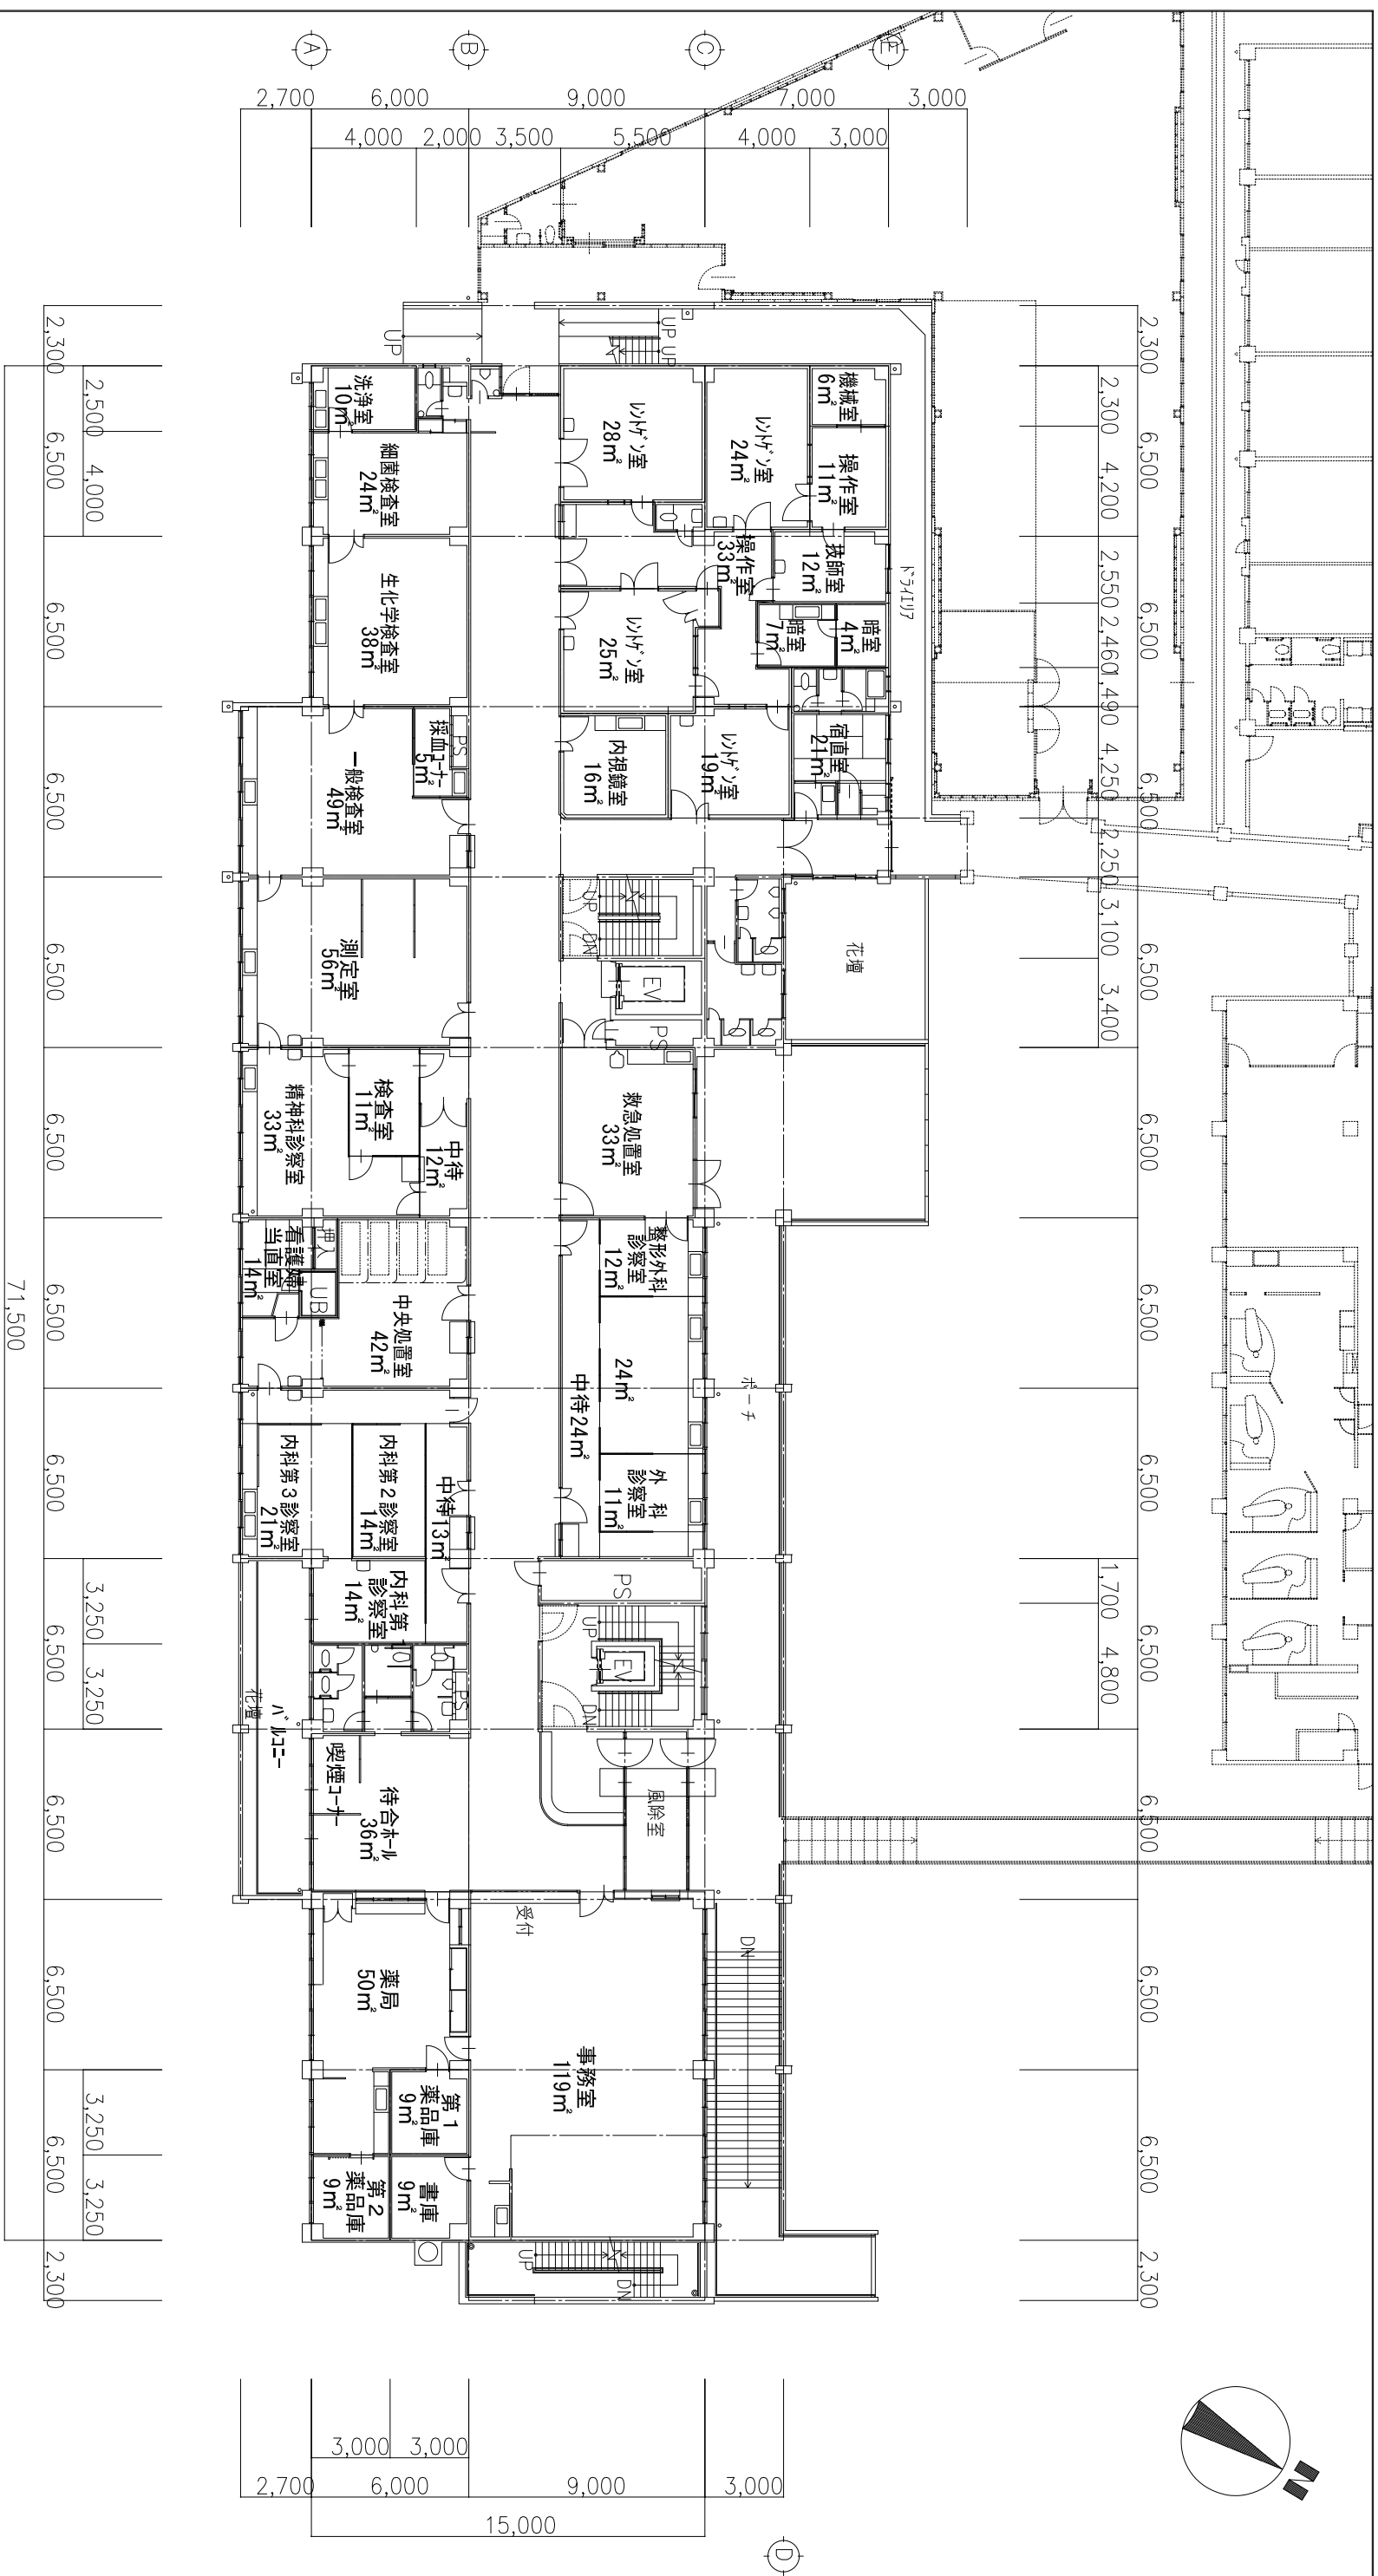 A
B
C
E
2,700
6,000
9,000
7,000
3,000
4,000
2,000
3,500
5,500
4,000
3,000
2,300
6,500
6,500
6,500
6,500
6,500
6,500
6,500
6,500
6,500
6,500
6,500
2,300
2,300
4,200
2,550
2,460
1,490
4,250
2,250
3,100
3,400
1,700
4,800
ドライエリア
UP
UP
UP
機械室
6㎡
操作室
11㎡
技師室
12㎡
暗室
4㎡
暗室
7㎡
宿直室
21㎡
レントゲン室
28㎡
レントゲン室
24㎡
操作室
33㎡
レントゲン室
25㎡
レントゲン室
19㎡
内視鏡室
16㎡
洗浄室
10㎡
細菌検査室
24㎡
生化学検査室
38㎡
採血コーナー
5㎡
PS
一般検査室
49㎡
測定室
56㎡
UP
DN
EV
PS
花壇
救急処置室
33㎡
検査室
11㎡
中待
12㎡
精神科診察室
33㎡
整形外科
診察室
12㎡
24㎡
外 科
診察室
11㎡
中待24㎡
ポーチ
看護婦
当直室
14㎡
押入
UB
中央処置室
42㎡
中待13㎡
内科第3診察室
21㎡
内科第2診察室
14㎡
内科第1
診察室
14㎡
PS
UP
EV
DN
PS
花壇
バルコニー
喫煙コーナー
待合ホール
36㎡
風除室
受付
DN
薬局
50㎡
事務室
119㎡
第1
薬品庫
9㎡
第2
薬品庫
9㎡
書庫
9㎡
UP
DN
2,500
4,000
3,250
3,250
3,250
3,250
2,300
6,500
6,500
6,500
6,500
6,500
6,500
6,500
6,500
6,500
6,500
6,500
2,300
71,500
3,000
3,000
2,700
6,000
9,000
3,000
15,000
D
N